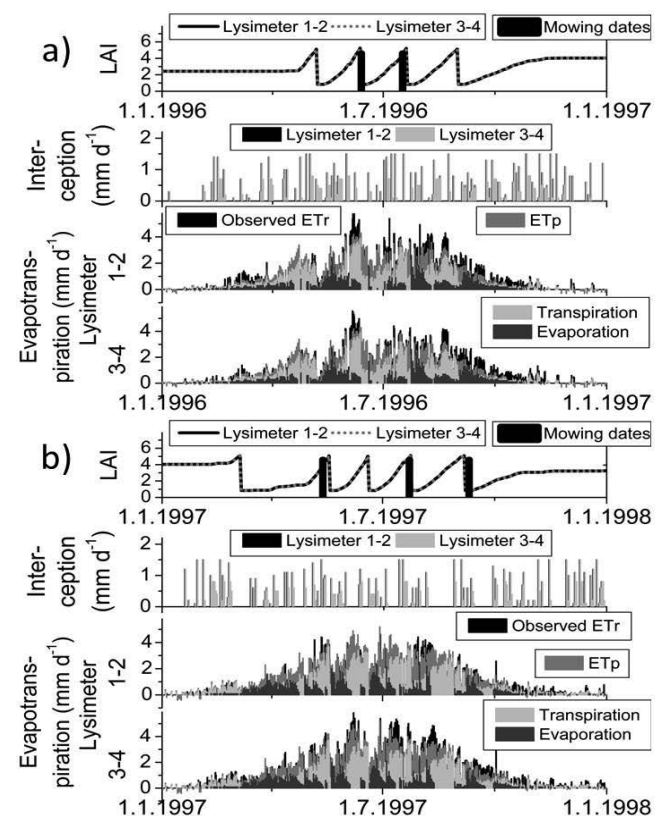 a)
Lysimeter 1-2 Lysimeter 3-4 Mowing dates
LAI
6
4
2
0
1.1.1996 1.7.1996 1.1.1997
Inter-
ception
(mm d⁻¹)
2
1
0
Lysimeter 1-2 Lysimeter 3-4
Evapotrans-
piration (mm d⁻¹)
Lysimeter
1-2
3-4
Observed ETr ETp
4
2
0
Transpiration
Evaporation
4
2
0
1.1.1996 1.7.1996 1.1.1997
b)
Lysimeter 1-2 Lysimeter 3-4 Mowing dates
LAI
6
4
2
0
1.1.1997 1.7.1997 1.1.1998
Inter-
ception
(mm d⁻¹)
2
1
0
Lysimeter 1-2 Lysimeter 3-4
Evapotrans-
piration (mm d⁻¹)
Lysimeter
1-2
3-4
Observed ETr
ETp
4
2
0
Transpiration
Evaporation
4
2
0
1.1.1997 1.7.1997 1.1.1998